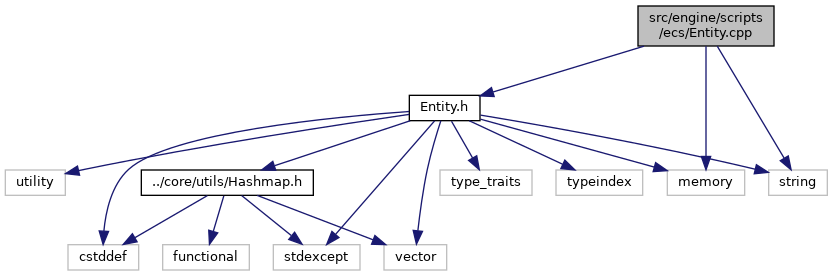 src/engine/scripts
/ecs/Entity.cpp
Entity.h
utility
../core/utils/Hashmap.h
type_traits
typeindex
memory
string
cstddef
functional
stdexcept
vector